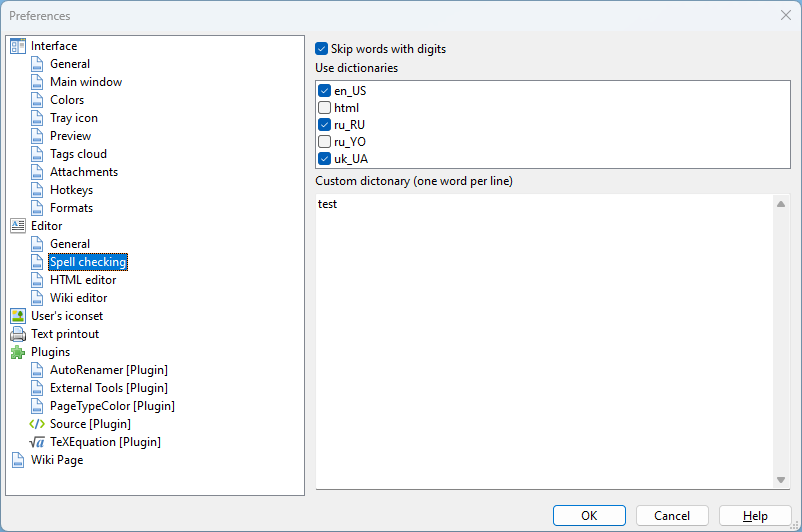 Preferences
Interface
General
Main window
Colors
Tray icon
Preview
Tags cloud
Attachments
Hotkeys
Formats
Editor
General
Spell checking
HTML editor
Wiki editor
User's iconset
Text printout
Plugins
AutoRenamer [Plugin]
External Tools [Plugin]
PageTypeColor [Plugin]
Source [Plugin]
TeXEquation [Plugin]
Wiki Page
Skip words with digits
Use dictionaries
en_US
html
ru_RU
ru_YO
uk_UA
Custom dictonary (one word per line)
test
OK
Cancel
Help